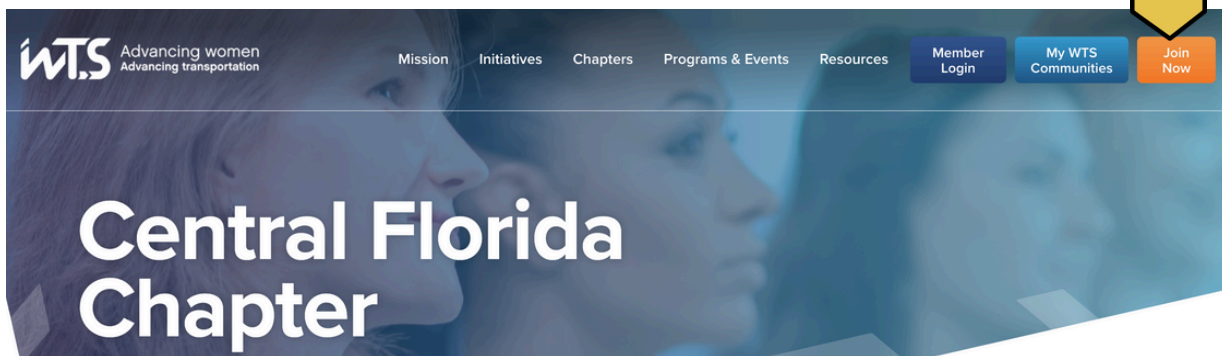 WTS
Advancing women
Advancing transportation
Mission
Initiatives
Chapters
Programs & Events
Resources
Member
Login
My WTS
Communities
Join
Now
Central Florida
Chapter